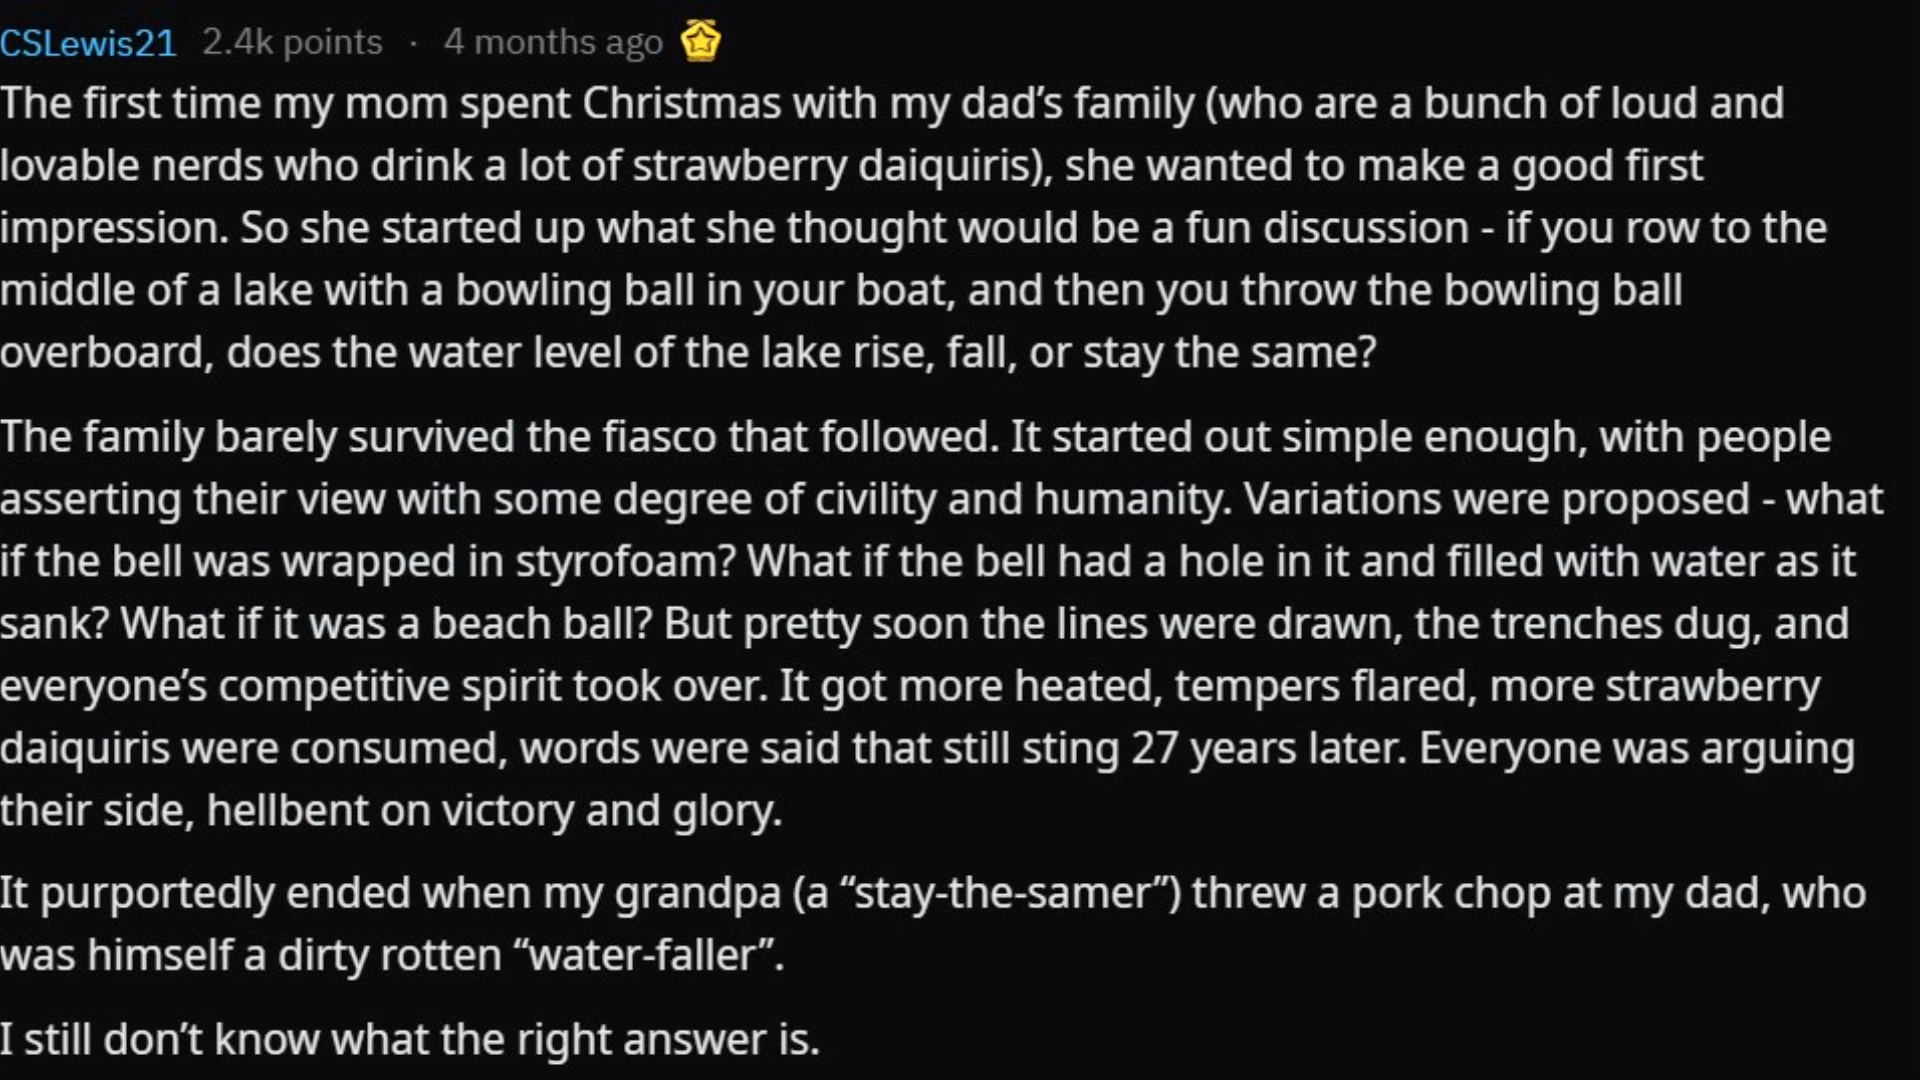 CSLewis21 2.4k points · 4 months ago
The first time my mom spent Christmas with my dad’s family (who are a bunch of loud and
lovable nerds who drink a lot of strawberry daiquiris), she wanted to make a good first
impression. So she started up what she thought would be a fun discussion - if you row to the
middle of a lake with a bowling ball in your boat, and then you throw the bowling ball
overboard, does the water level of the lake rise, fall, or stay the same?
The family barely survived the fiasco that followed. It started out simple enough, with people
asserting their view with some degree of civility and humanity. Variations were proposed - what
if the bell was wrapped in styrofoam? What if the bell had a hole in it and filled with water as it
sank? What if it was a beach ball? But pretty soon the lines were drawn, the trenches dug, and
everyone’s competitive spirit took over. It got more heated, tempers flared, more strawberry
daiquiris were consumed, words were said that still sting 27 years later. Everyone was arguing
their side, hellbent on victory and glory.
It purportedly ended when my grandpa (a “stay-the-samer”) threw a pork chop at my dad, who
was himself a dirty rotten “water-faller”.
I still don’t know what the right answer is.